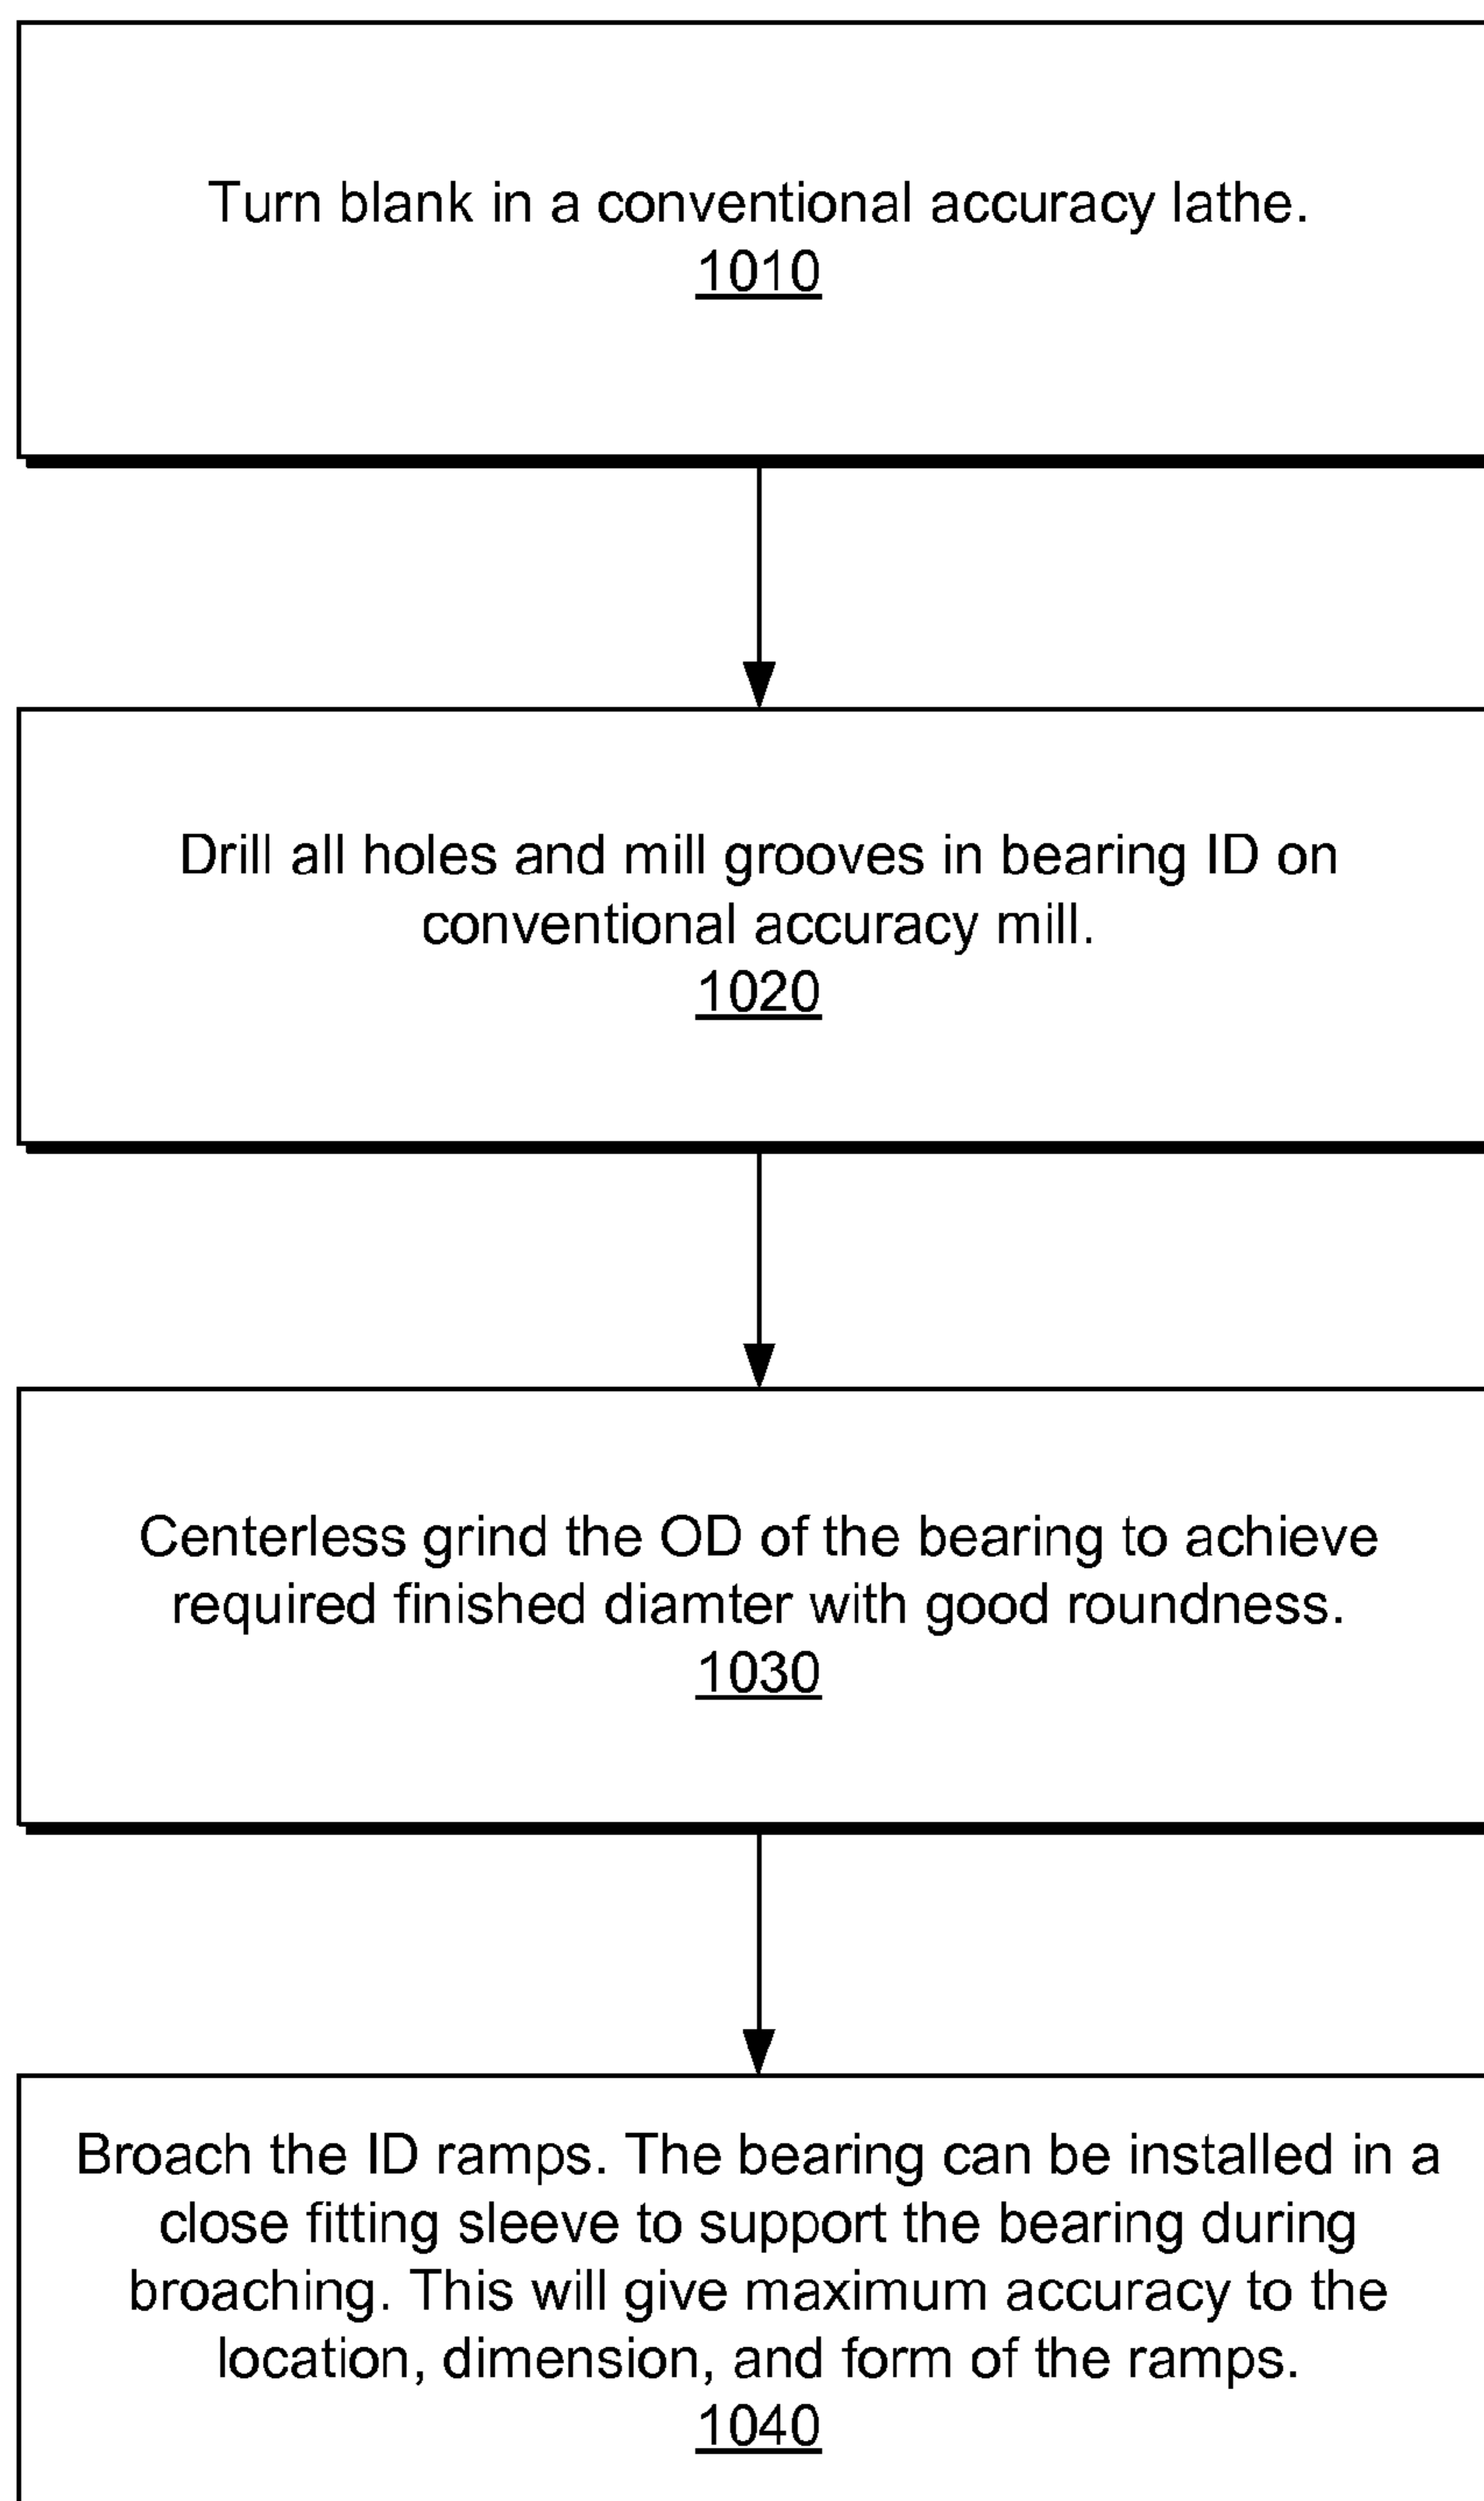 Turn blank in a conventional accuracy lathe.
1010
Drill all holes and mill grooves in bearing ID on
conventional accuracy mill.
1020
Centerless grind the OD of the bearing to achieve
required finished diamter with good roundness.
1030
Broach the ID ramps. The bearing can be installed in a
close fitting sleeve to support the bearing during
broaching. This will give maximum accuracy to the
location, dimension, and form of the ramps.
1040